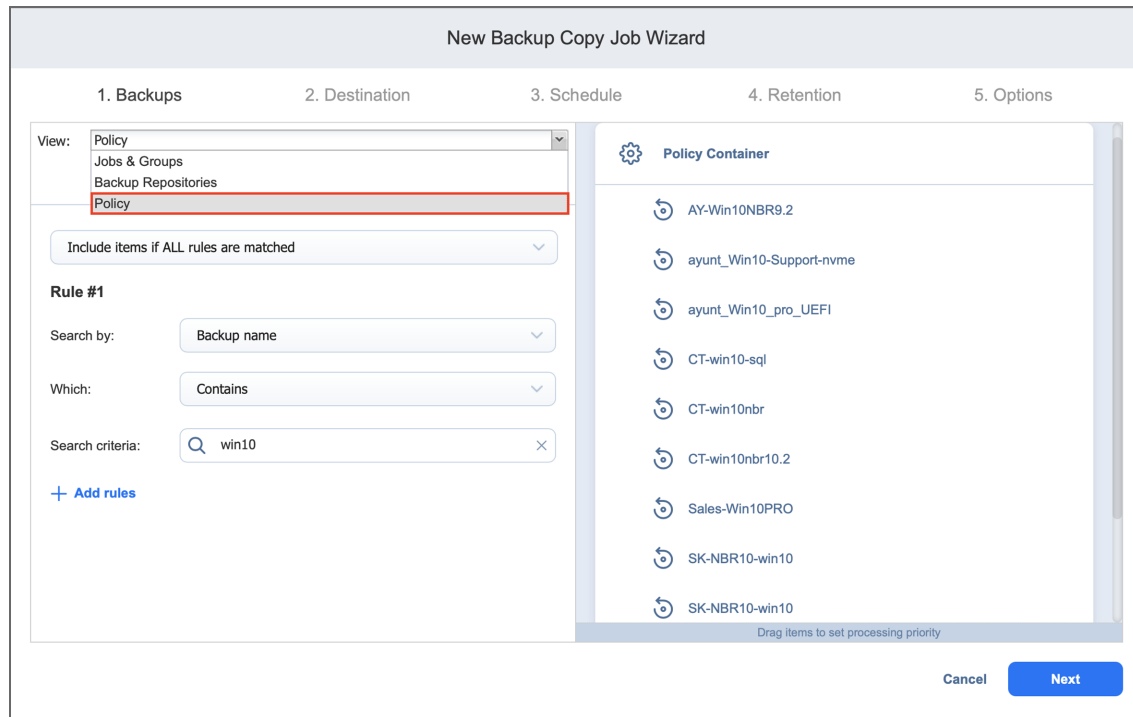 New Backup Copy Job Wizard
1. Backups
2. Destination
3. Schedule
4. Retention
5. Options
View:
Policy
Jobs & Groups
Backup Repositories
Policy
Include items if ALL rules are matched
Rule #1
Search by:
Backup name
Which:
Contains
Search criteria:
win10
Add rules
Policy Container
AY-Win10NBR9.2
ayunt_Win10-Support-nvme
ayunt_Win10_pro_UEFI
CT-win10-sql
CT-win10nbr
CT-win10nbr10.2
Sales-Win10PRO
SK-NBR10-win10
SK-NBR10-win10
Drag items to set processing priority
Cancel
Next